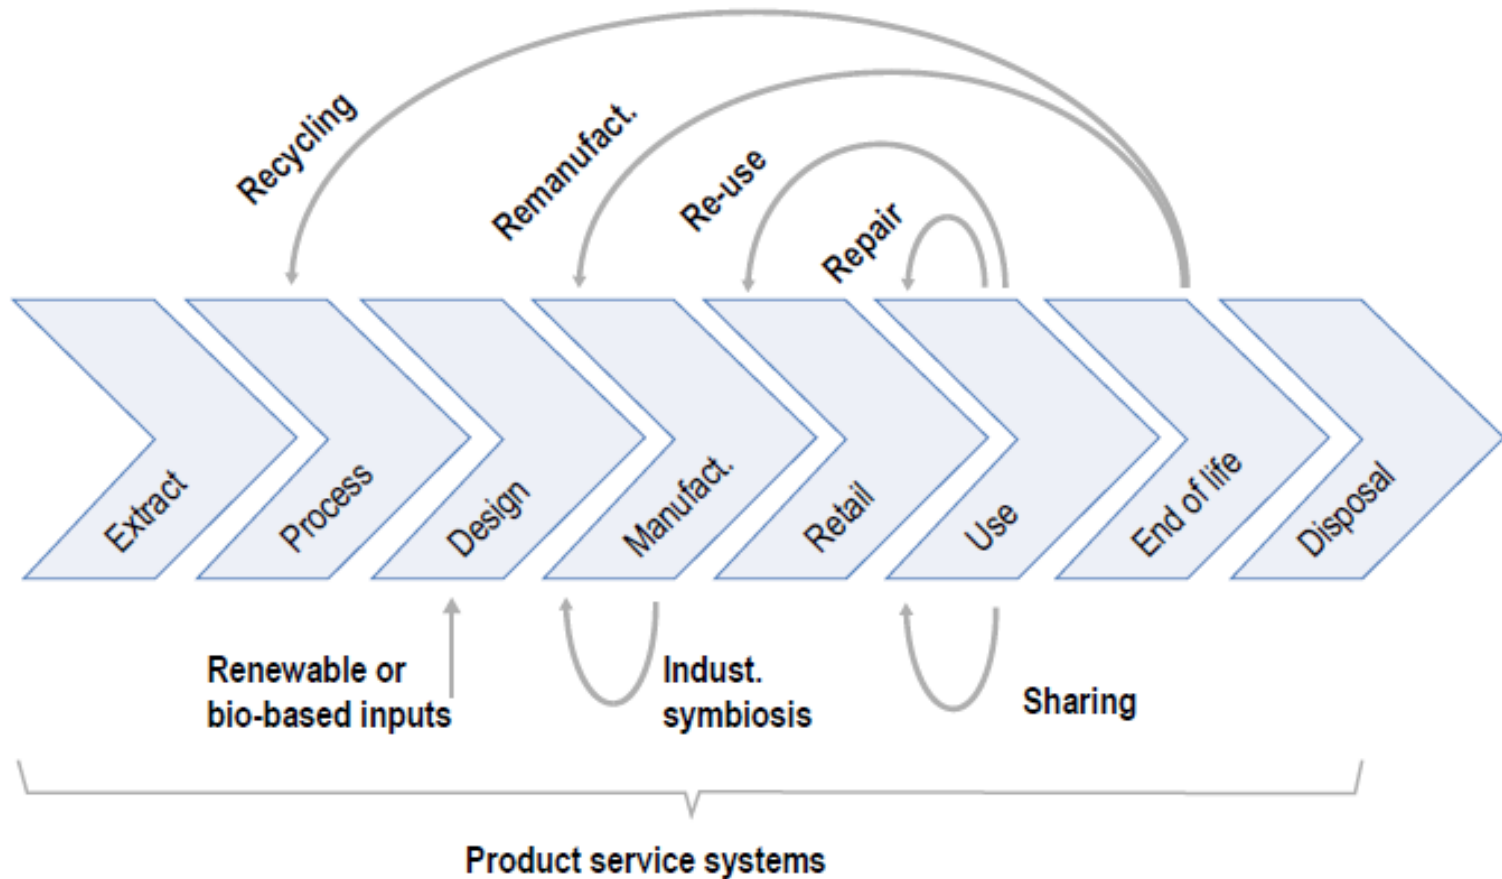 Recycling
Remanufact.
Re-use
Repair
Extract
Process
Design
Manufact.
Retail
Use
End of life
Disposal
Renewable or
bio-based inputs
Indust.
symbiosis
Sharing
Product service systems